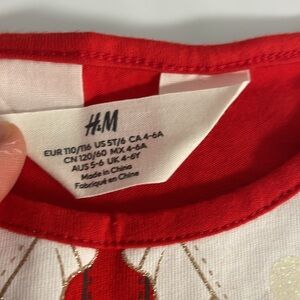 H&M
EUR 110/116 US 5T/6 CA 4-6A
CN 120/60 MX 4-6A
AUS 5-6 UK 4-6Y
Made in China
Fabriqué en Chine